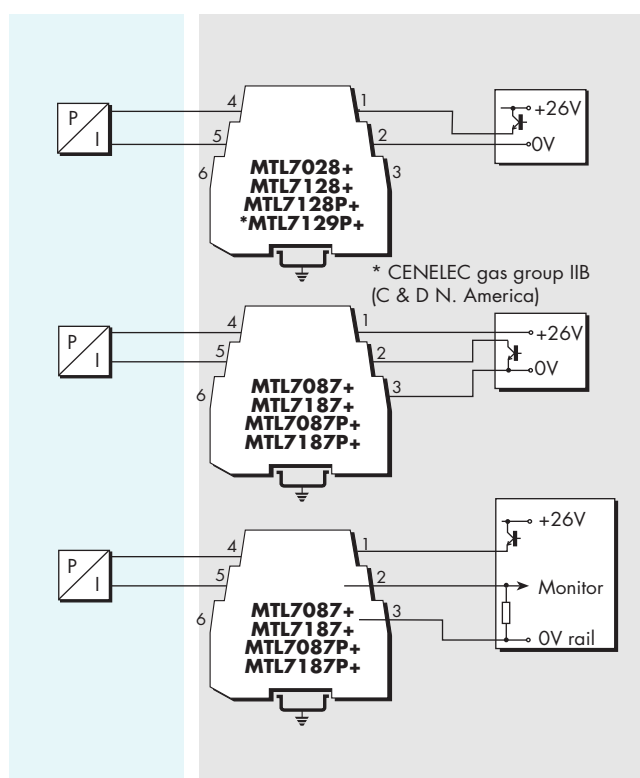 P
I
4
5
6
1
2
3
MTL7028+
MTL7128+
MTL7128P+
*MTL7129P+
+26V
0V
* CENELEC gas group IIB
(C & D N. America)
P
I
4
5
6
1
2
3
MTL7087+
MTL7187+
MTL7087P+
MTL7187P+
+26V
0V
P
I
4
5
6
1
2
3
MTL7087+
MTL7187+
MTL7087P+
MTL7187P+
+26V
Monitor
0V rail